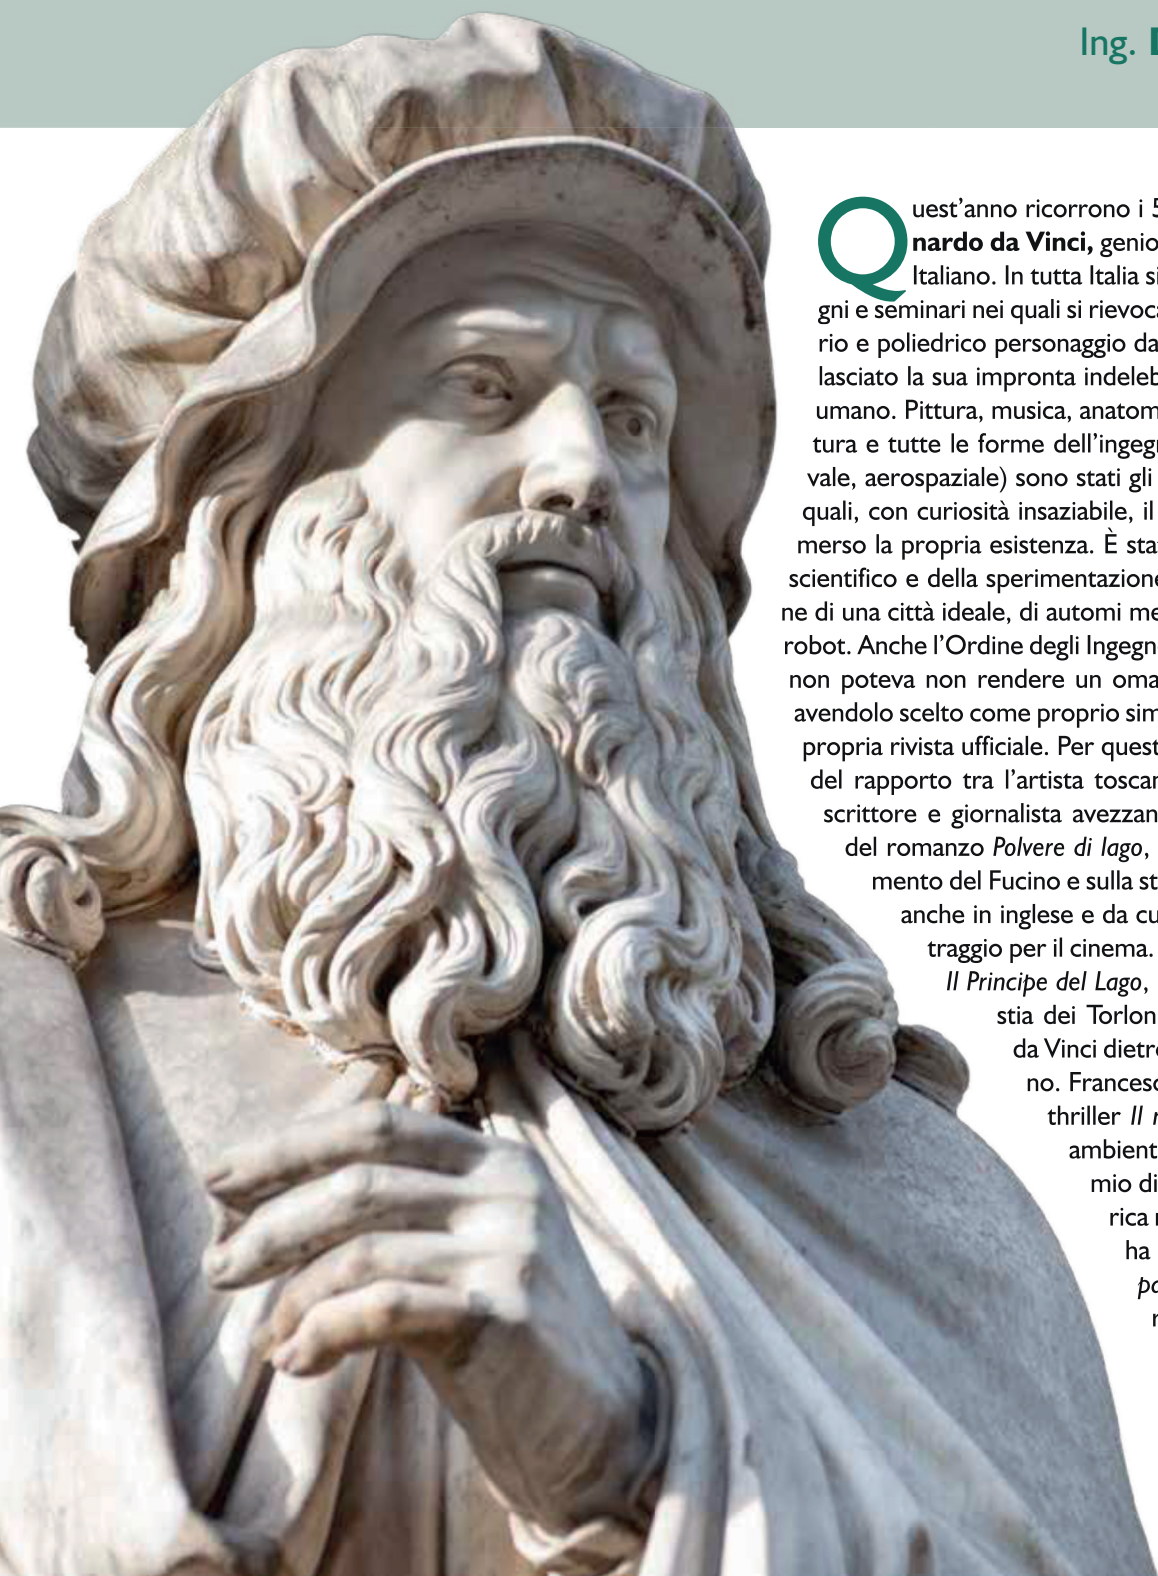 Ing.
Quest’anno ricorrono i 5
nardo da Vinci, genio
Italiano. In tutta Italia si
gni e seminari nei quali si rievoca
rio e poliedrico personaggio da
lasciato la sua impronta indeleb
umano. Pittura, musica, anatom
tura e tutte le forme dell’ingegn
vale, aerospaziale) sono stati gli
quali, con curiosità insaziabile, il
merso la propria esistenza. È stat
scientifico e della sperimentazione
ne di una città ideale, di automi me
robot. Anche l’Ordine degli Ingegn
non poteva non rendere un oma
avendolo scelto come proprio sim
propria rivista ufficiale. Per quest
del rapporto tra l’artista toscan
scrittore e giornalista avezzan
del romanzo Polvere di lago,
mento del Fucino e sulla st
anche in inglese e da cu
traggio per il cinema.
Il Principe del Lago,
stia dei Torlon
da Vinci dietro
no. Francesco
thriller Il r
ambient
mio di
rica
ha
pa